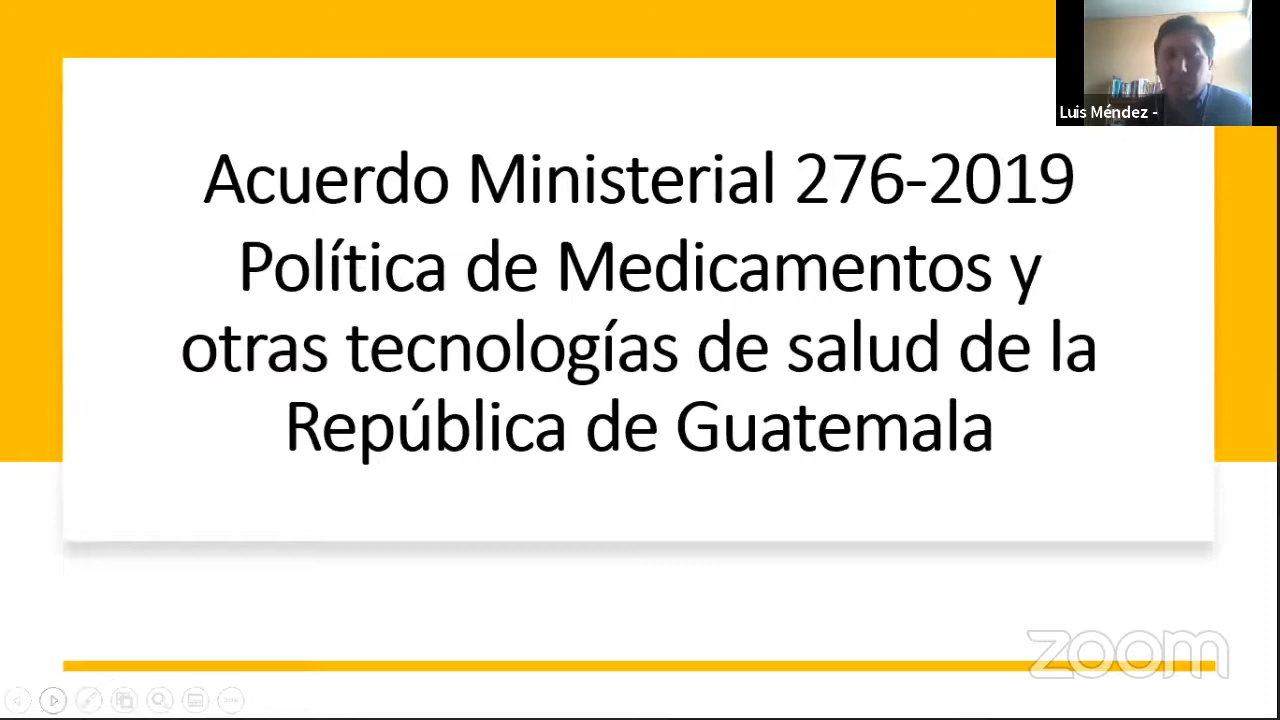 Luis Méndez -
Acuerdo Ministerial 276-2019
Política de Medicamentos y
otras tecnologías de salud de la
República de Guatemala
zoom